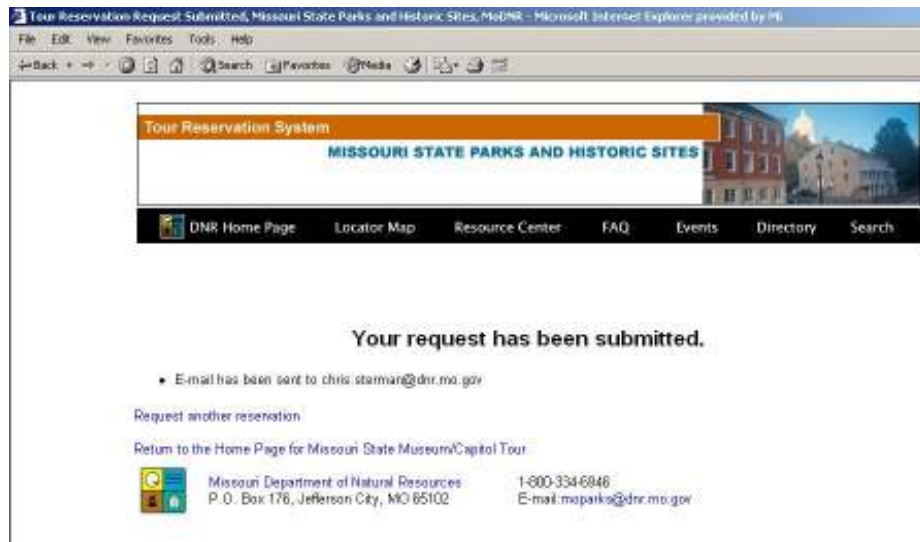 Tour Reservation Request Submitted, Missouri State Parks and Historic Sites, MoDNR - Microsoft Internet Explorer provided by Mi
File Edit View Favorites Tools Help
Back Search Favorites Media
Tour Reservation System
MISSOURI STATE PARKS AND HISTORIC SITES
DNR Home Page Locator Map Resource Center FAQ Events Directory Search
Your request has been submitted.
• E-mail has been sent to chris.sterman@dnr.mo.gov
Request another reservation
Return to the Home Page for Missouri State Museum/Capitol Tour
Missouri Department of Natural Resources 1-800-334-6946
P.O. Box 176, Jefferson City, MO 65102 E-mail:moparks@dnr.mo.gov